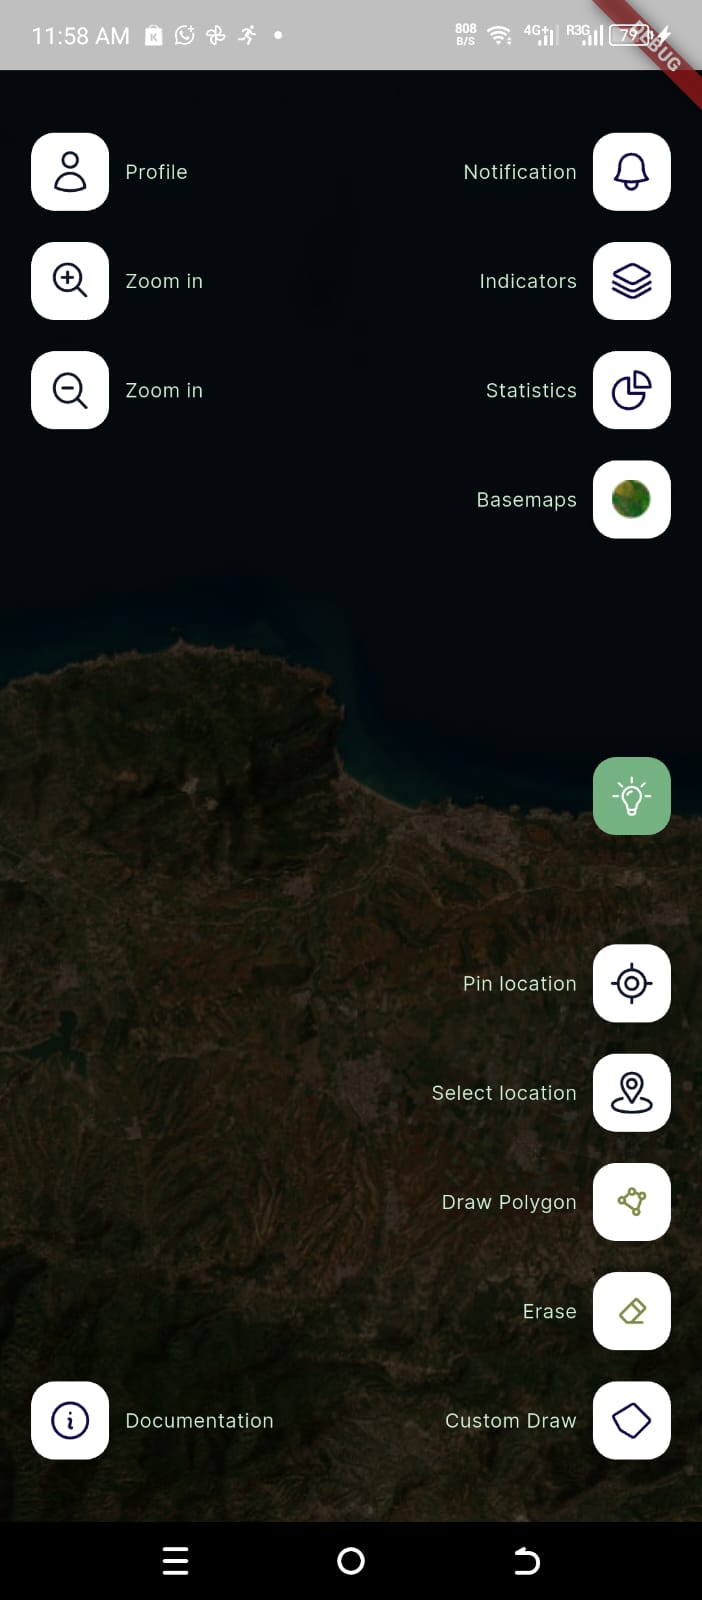 11:58 AM K 808 B/S 4G+ R3G 79
DEBUG
Profile Notification
Zoom in Indicators
Zoom in Statistics
Basemaps
Pin location
Select location
Draw Polygon
Erase
Documentation Custom Draw